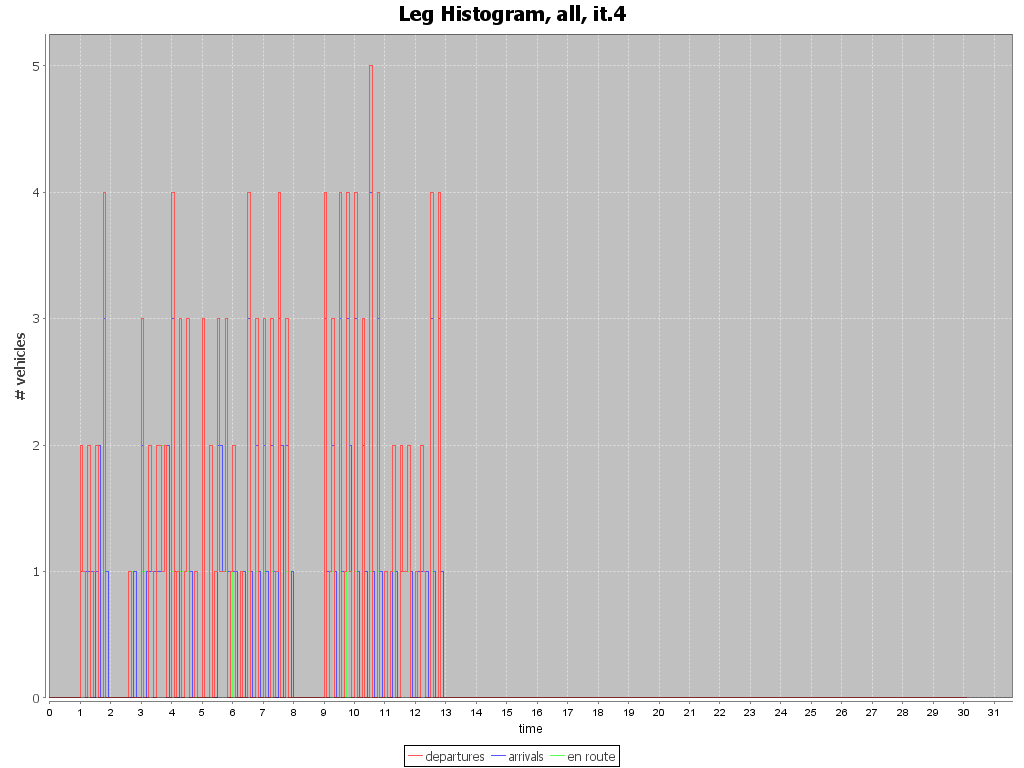 Leg Histogram, all, it.4
# vehicles
5
4
3
2
1
0
0 1 2 3 4 5 6 7 8 9 10 11 12 13 14 15 16 17 18 19 20 21 22 23 24 25 26 27 28 29 30 31
time
departures arrivals en route